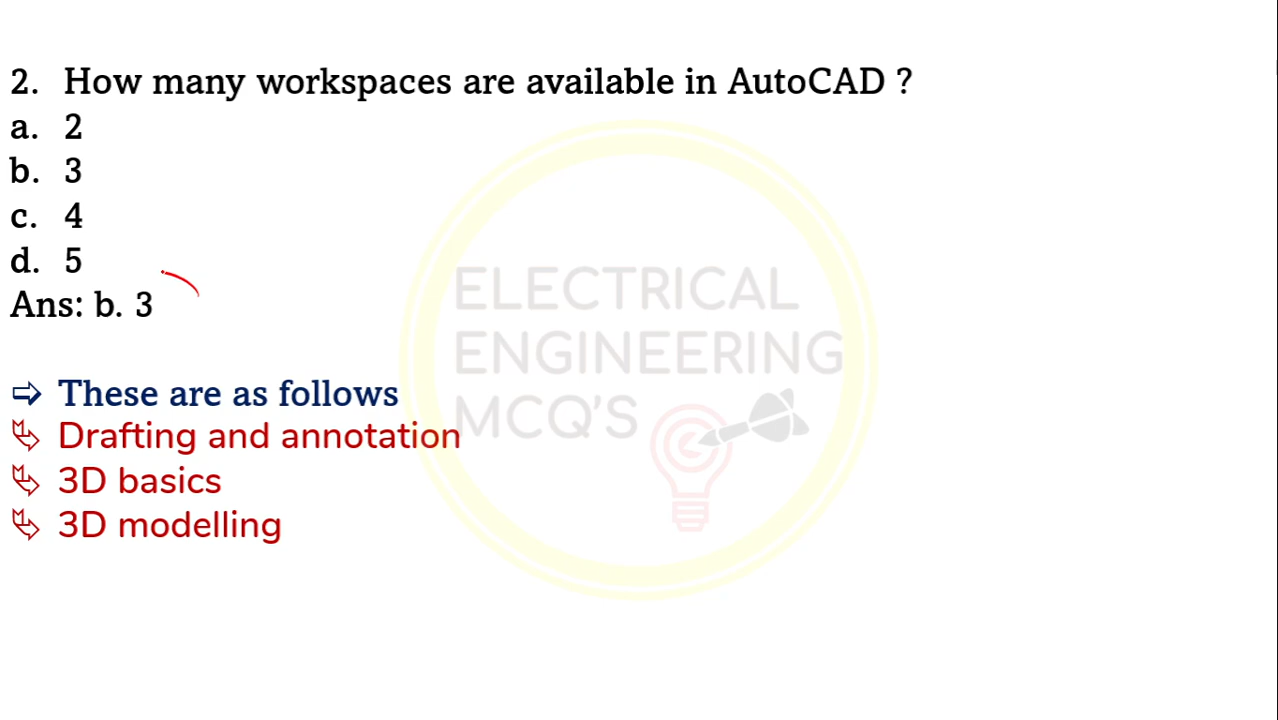 2. How many workspaces are available in AutoCAD ?
a. 2
b. 3
c. 4
d. 5
Ans: b. 3
⇨ These are as follows
Drafting and annotation
3D basics
3D modelling
ELECTRICAL
ENGINEERING
MCQ'S